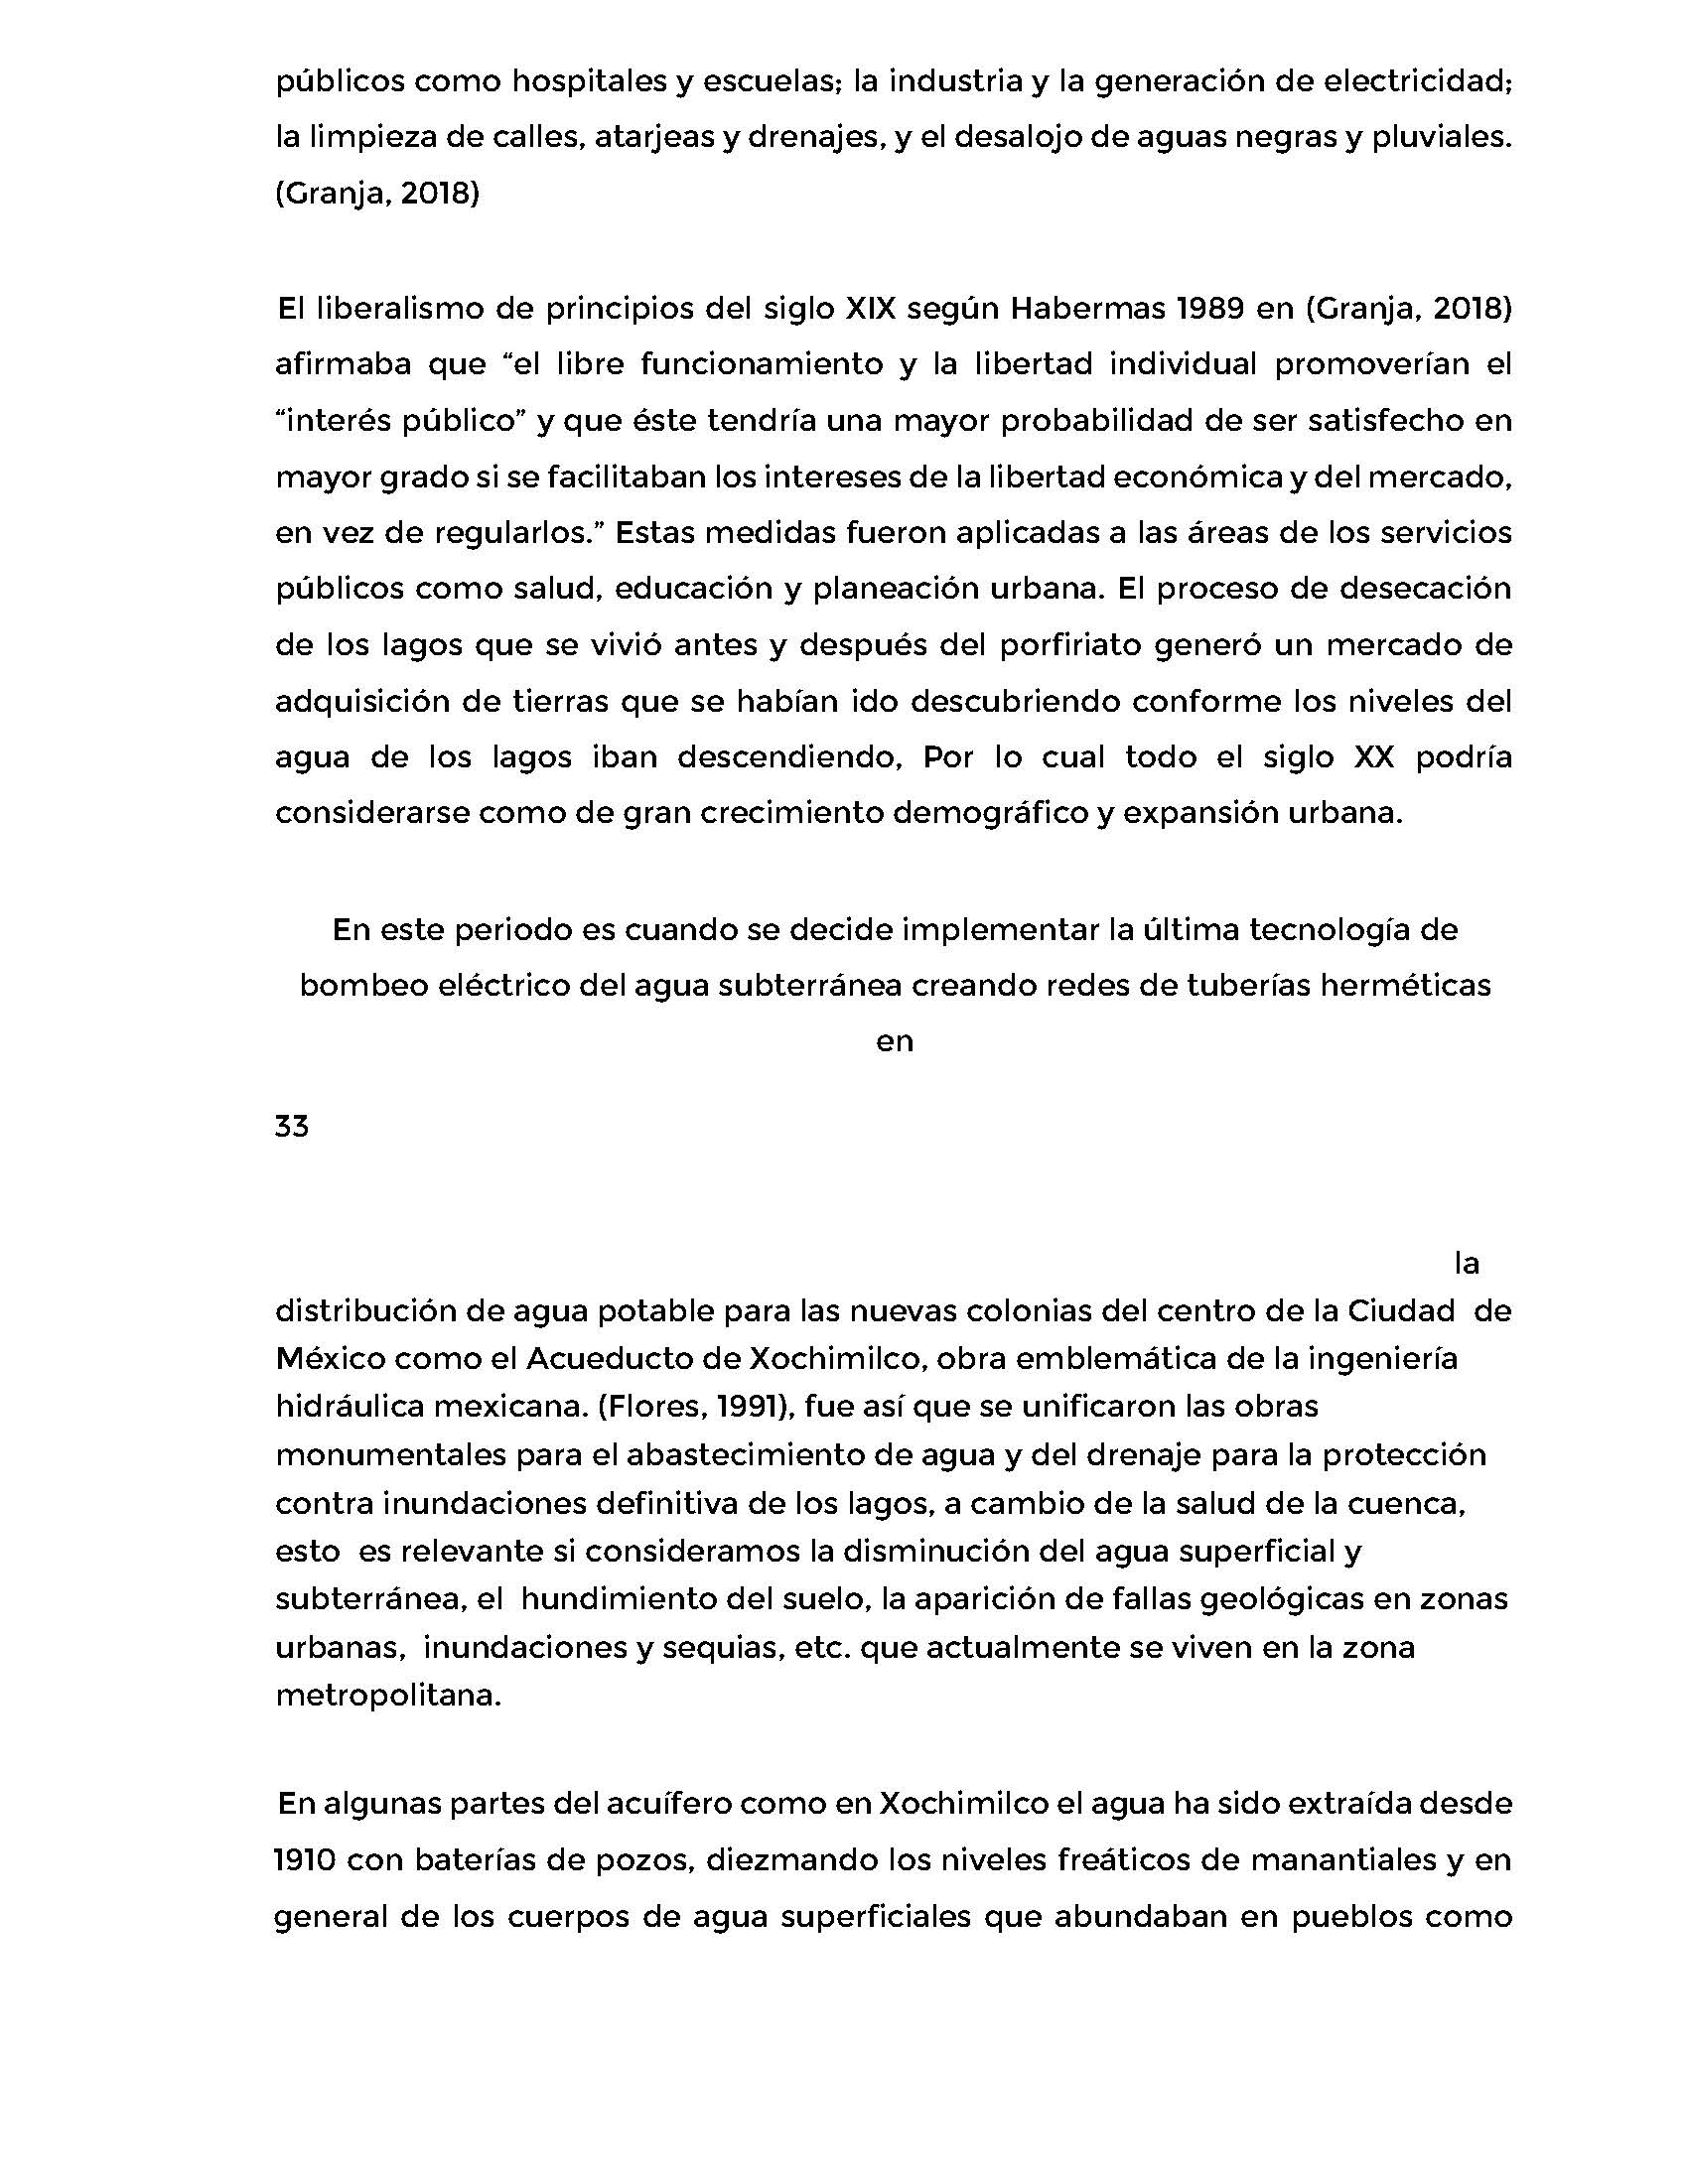 públicos como hospitales y escuelas; la industria y la generación de electricidad;
la limpieza de calles, atarjeas y drenajes, y el desalojo de aguas negras y pluviales.
(Granja, 2018)
El liberalismo de principios del siglo XIX según Habermas 1989 en (Granja, 2018)
afirmaba que “el libre funcionamiento y la libertad individual promoverían el
“interés público” y que éste tendría una mayor probabilidad de ser satisfecho en
mayor grado si se facilitaban los intereses de la libertad económica y del mercado,
en vez de regularlos.” Estas medidas fueron aplicadas a las áreas de los servicios
públicos como salud, educación y planeación urbana. El proceso de desecación
de los lagos que se vivió antes y después del porfiriato generó un mercado de
adquisición de tierras que se habían ido descubriendo conforme los niveles del
agua de los lagos iban descendiendo, Por lo cual todo el siglo XX podría
considerarse como de gran crecimiento demográfico y expansión urbana.
En este periodo es cuando se decide implementar la última tecnología de
bombeo eléctrico del agua subterránea creando redes de tuberías herméticas
en
33
la
distribución de agua potable para las nuevas colonias del centro de la Ciudad de
México como el Acueducto de Xochimilco, obra emblemática de la ingeniería
hidráulica mexicana. (Flores, 1991), fue así que se unificaron las obras
monumentales para el abastecimiento de agua y del drenaje para la protección
contra inundaciones definitiva de los lagos, a cambio de la salud de la cuenca,
esto es relevante si consideramos la disminución del agua superficial y
subterránea, el hundimiento del suelo, la aparición de fallas geológicas en zonas
urbanas, inundaciones y sequias, etc. que actualmente se viven en la zona
metropolitana.
En algunas partes del acuífero como en Xochimilco el agua ha sido extraída desde
1910 con baterías de pozos, diezmando los niveles freáticos de manantiales y en
general de los cuerpos de agua superficiales que abundaban en pueblos como